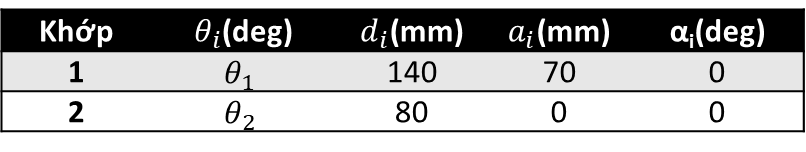 Khớp 𝜃𝑖(deg) 𝑑𝑖(mm) 𝑎𝑖(mm) αi(deg)
1 𝜃1 140 70 0
2 𝜃2 80 0 0